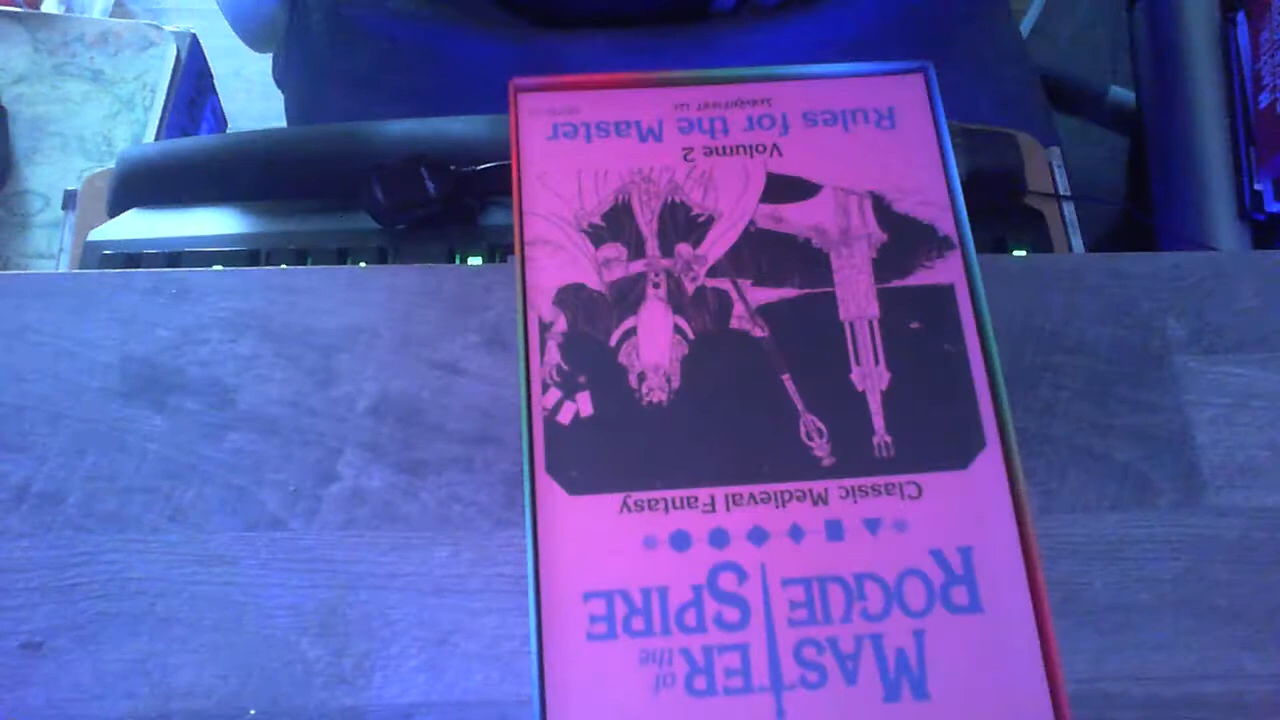 MASTER of the
ROGUE SPIRE
Classic Medieval Fantasy
Volume 2
Rules for the Master